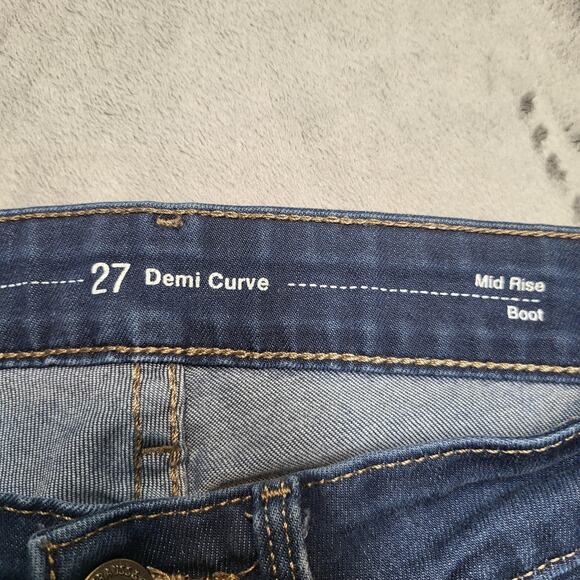 27 Demi Curve
Mid Rise
Boot